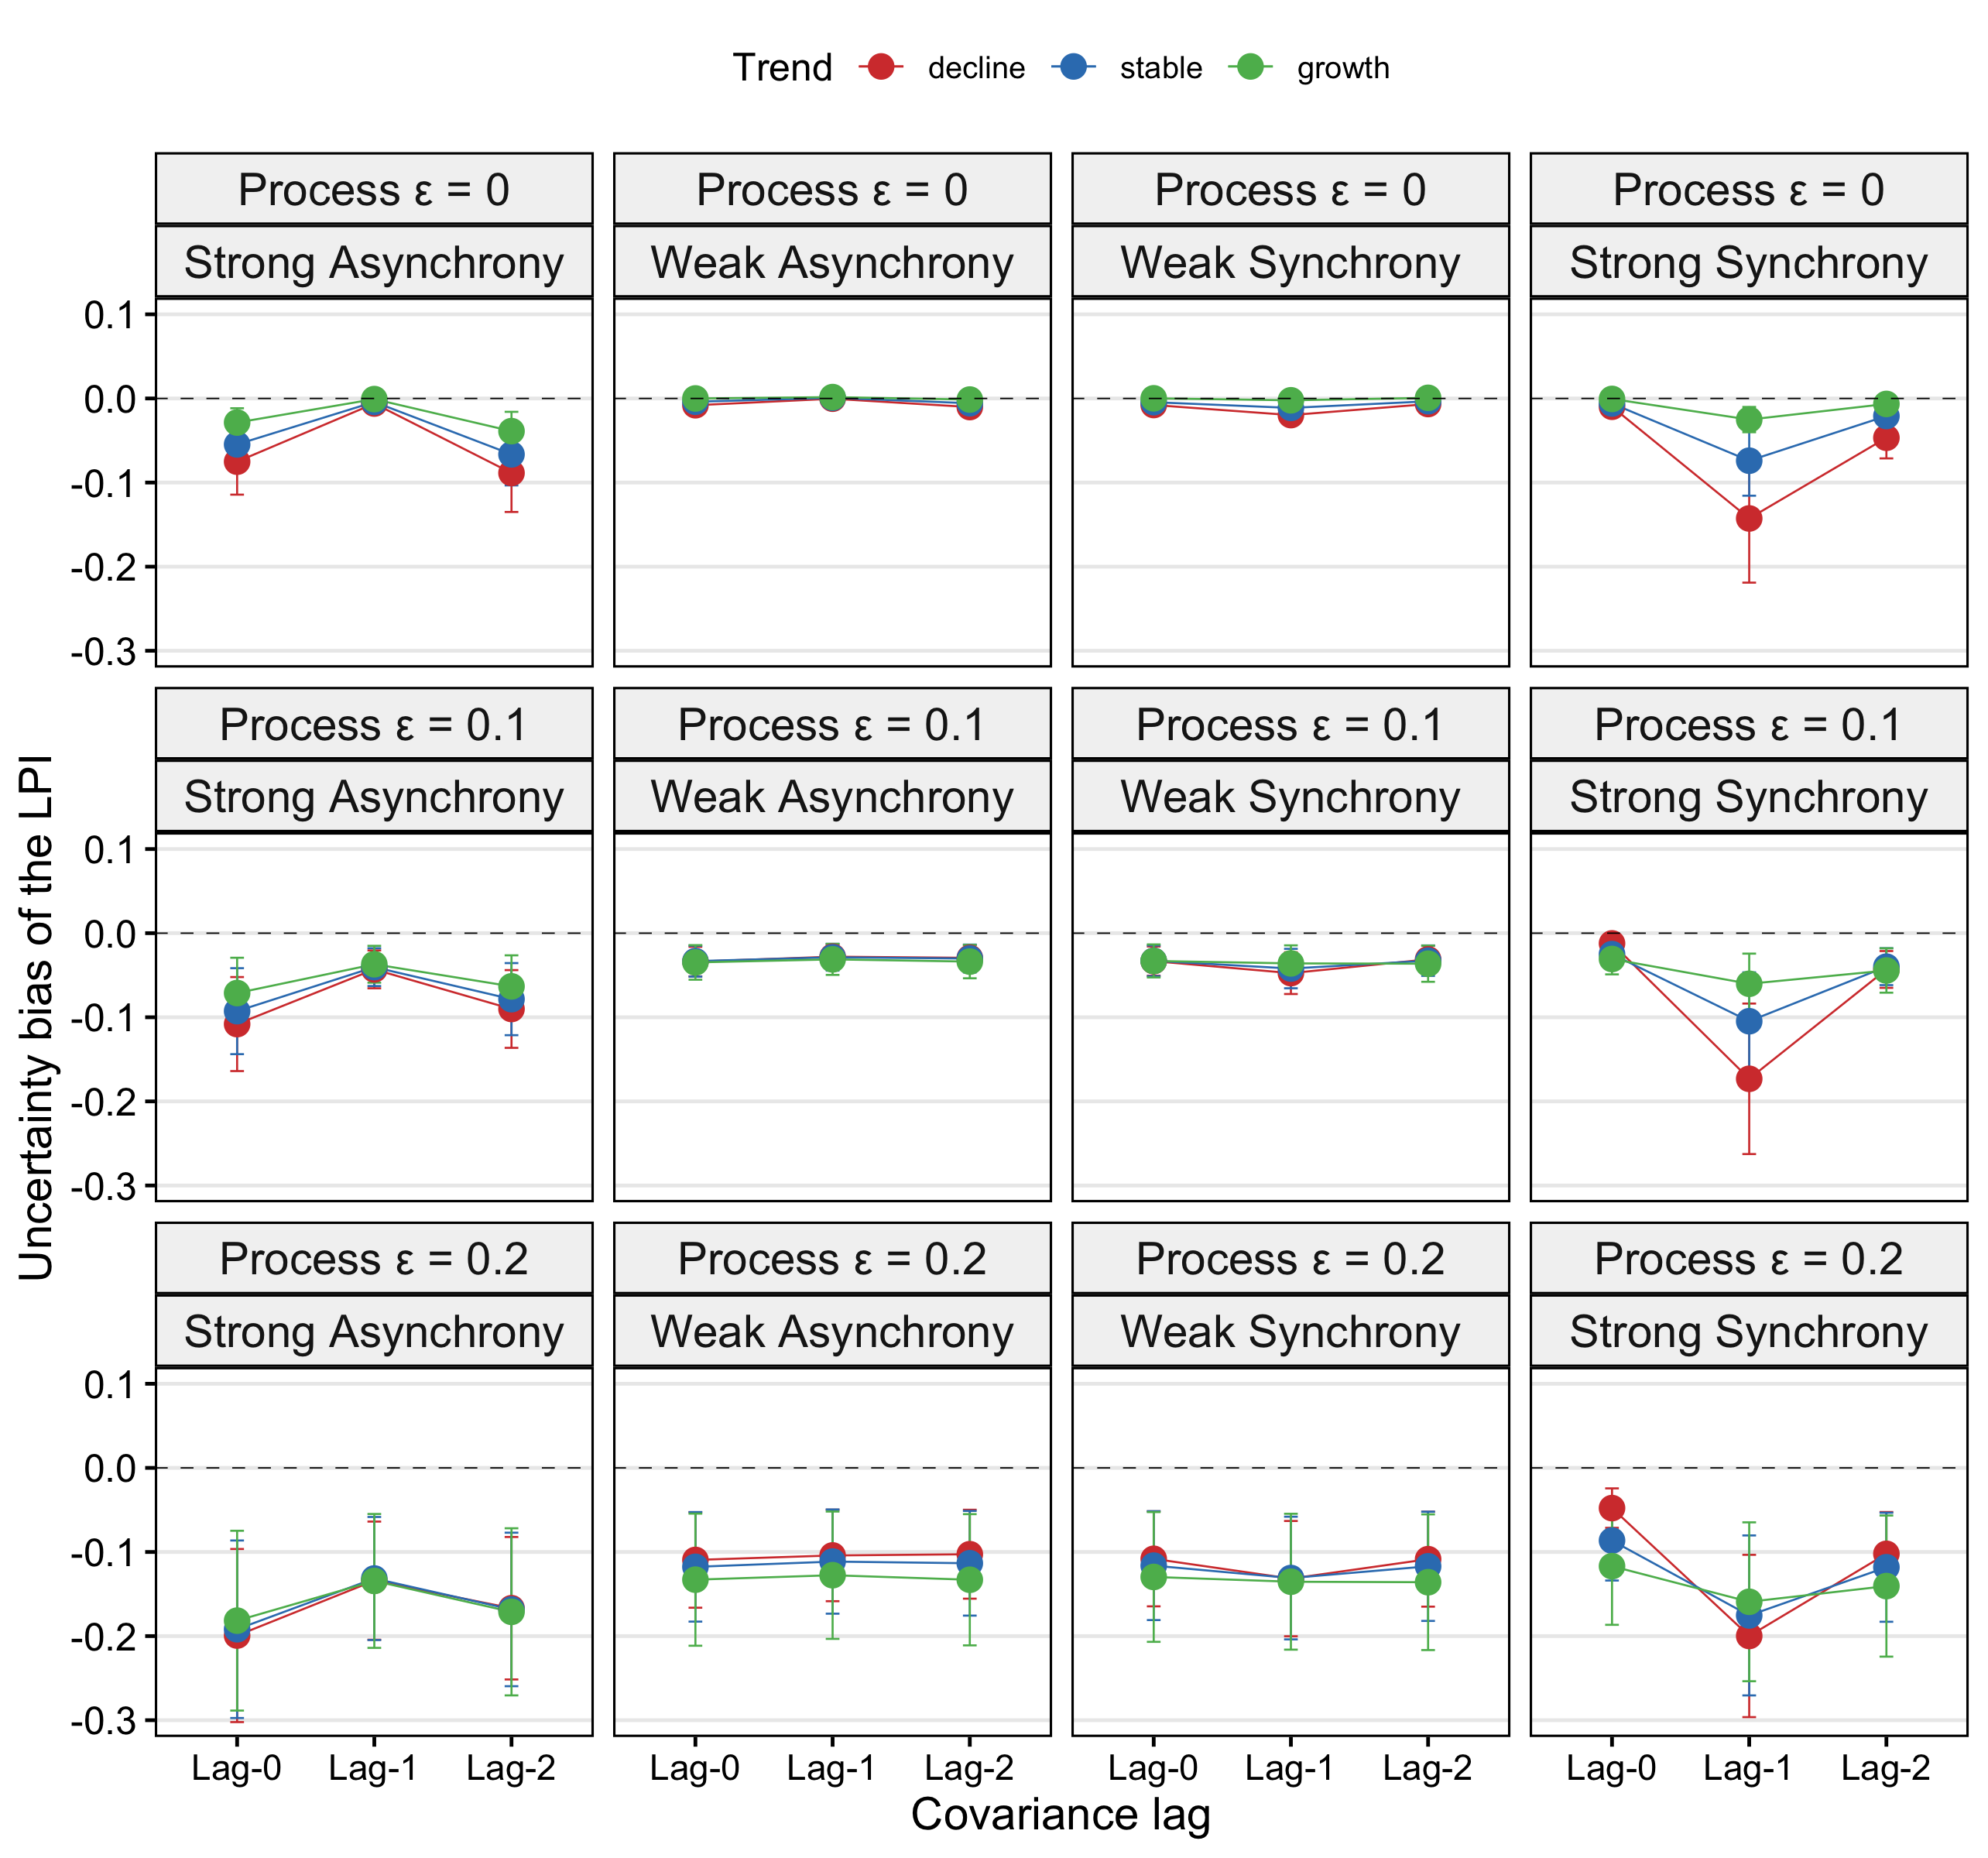 Trend decline stable growth
Process ε = 0 Process ε = 0 Process ε = 0 Process ε = 0
Strong Asynchrony Weak Asynchrony Weak Synchrony Strong Synchrony
0.1
0.0
-0.1
-0.2
-0.3
Process ε = 0.1 Process ε = 0.1 Process ε = 0.1 Process ε = 0.1
Strong Asynchrony Weak Asynchrony Weak Synchrony Strong Synchrony
0.1
0.0
-0.1
-0.2
-0.3
Process ε = 0.2 Process ε = 0.2 Process ε = 0.2 Process ε = 0.2
Strong Asynchrony Weak Asynchrony Weak Synchrony Strong Synchrony
0.1
0.0
-0.1
-0.2
-0.3
Lag-0 Lag-1 Lag-2 Lag-0 Lag-1 Lag-2 Lag-0 Lag-1 Lag-2 Lag-0 Lag-1 Lag-2
Covariance lag
Uncertainty bias of the LPI